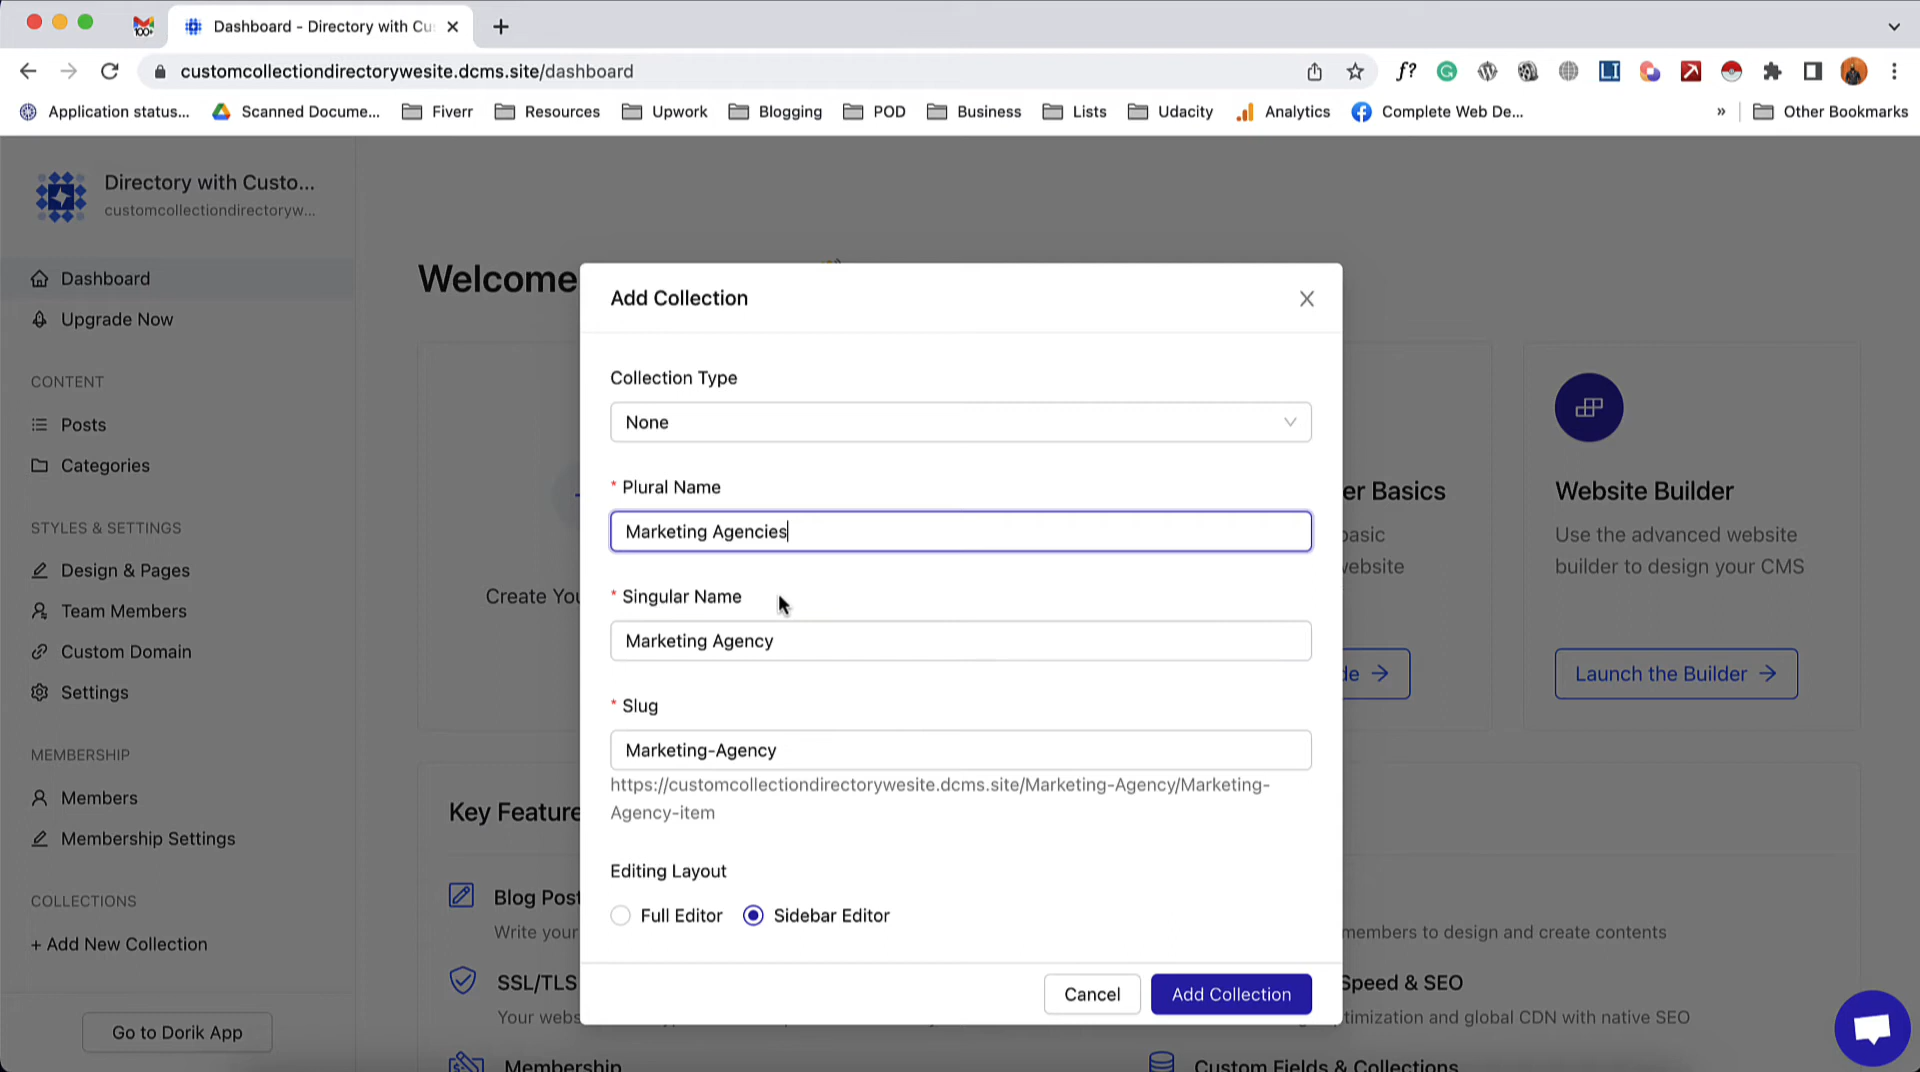 100+
Dashboard - Directory with Cu
customcollectiondirectorywesite.dcms.site/dashboard
f?
LI
Application status...
Scanned Docume...
Fiverr
Resources
Upwork
Blogging
POD
Business
Lists
Udacity
Analytics
Complete Web De...
»
Other Bookmarks
Directory with Custo...
customcollectiondirectoryw...
Dashboard
Upgrade Now
CONTENT
Posts
Categories
STYLES & SETTINGS
Design & Pages
Team Members
Custom Domain
Settings
MEMBERSHIP
Members
Membership Settings
COLLECTIONS
+ Add New Collection
Go to Dorik App
Welcome
Create You
er Basics
basic
vebsite
de
Website Builder
Use the advanced website
builder to design your CMS
Launch the Builder
Add Collection
Collection Type
None
* Plural Name
Marketing Agencies
* Singular Name
Marketing Agency
* Slug
Marketing-Agency
https://customcollectiondirectorywesite.dcms.site/Marketing-Agency/Marketing-
Agency-item
Editing Layout
Full Editor
Sidebar Editor
Cancel
Add Collection
Key Feature
Blog Post
Write your
members to design and create contents
SSL/TLS
Your webs
Speed & SEO
timization and global CDN with native SEO
Membership
Custom Fields & Collections